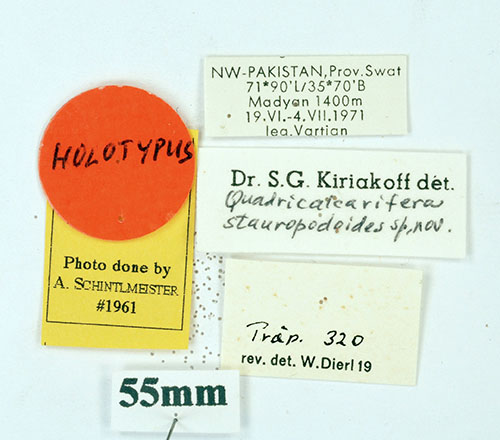 NW-PAKISTAN, Prov. Swat
71*90'L/35*70'B
Madyan 1400m
19.VI.-4.VII.1971
leg. Vartian
HOLOTYPUS
Dr. S.G. Kiriakoff det.
Quadricalcarifera
stauropodoides sp. nov.
Photo done by
A. SCHINTLMEISTER
#1961
Präp. 320
rev. det. W. Dierl 19
55mm